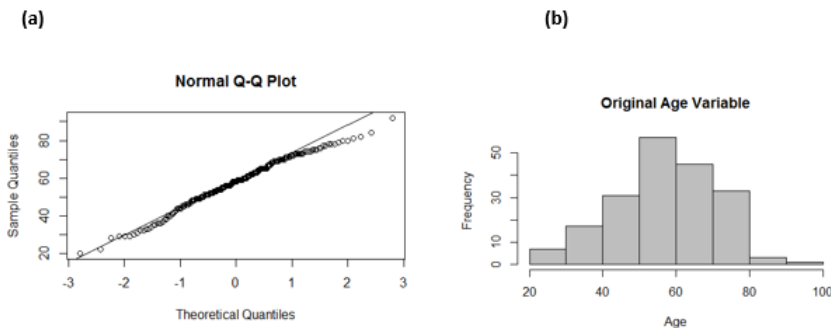 (a)
Normal Q-Q Plot
Sample Quantiles
20
40
60
80
-3
-2
-1
0
1
2
3
Theoretical Quantiles
(b)
Original Age Variable
Frequency
0
10
30
50
20
40
60
80
100
Age